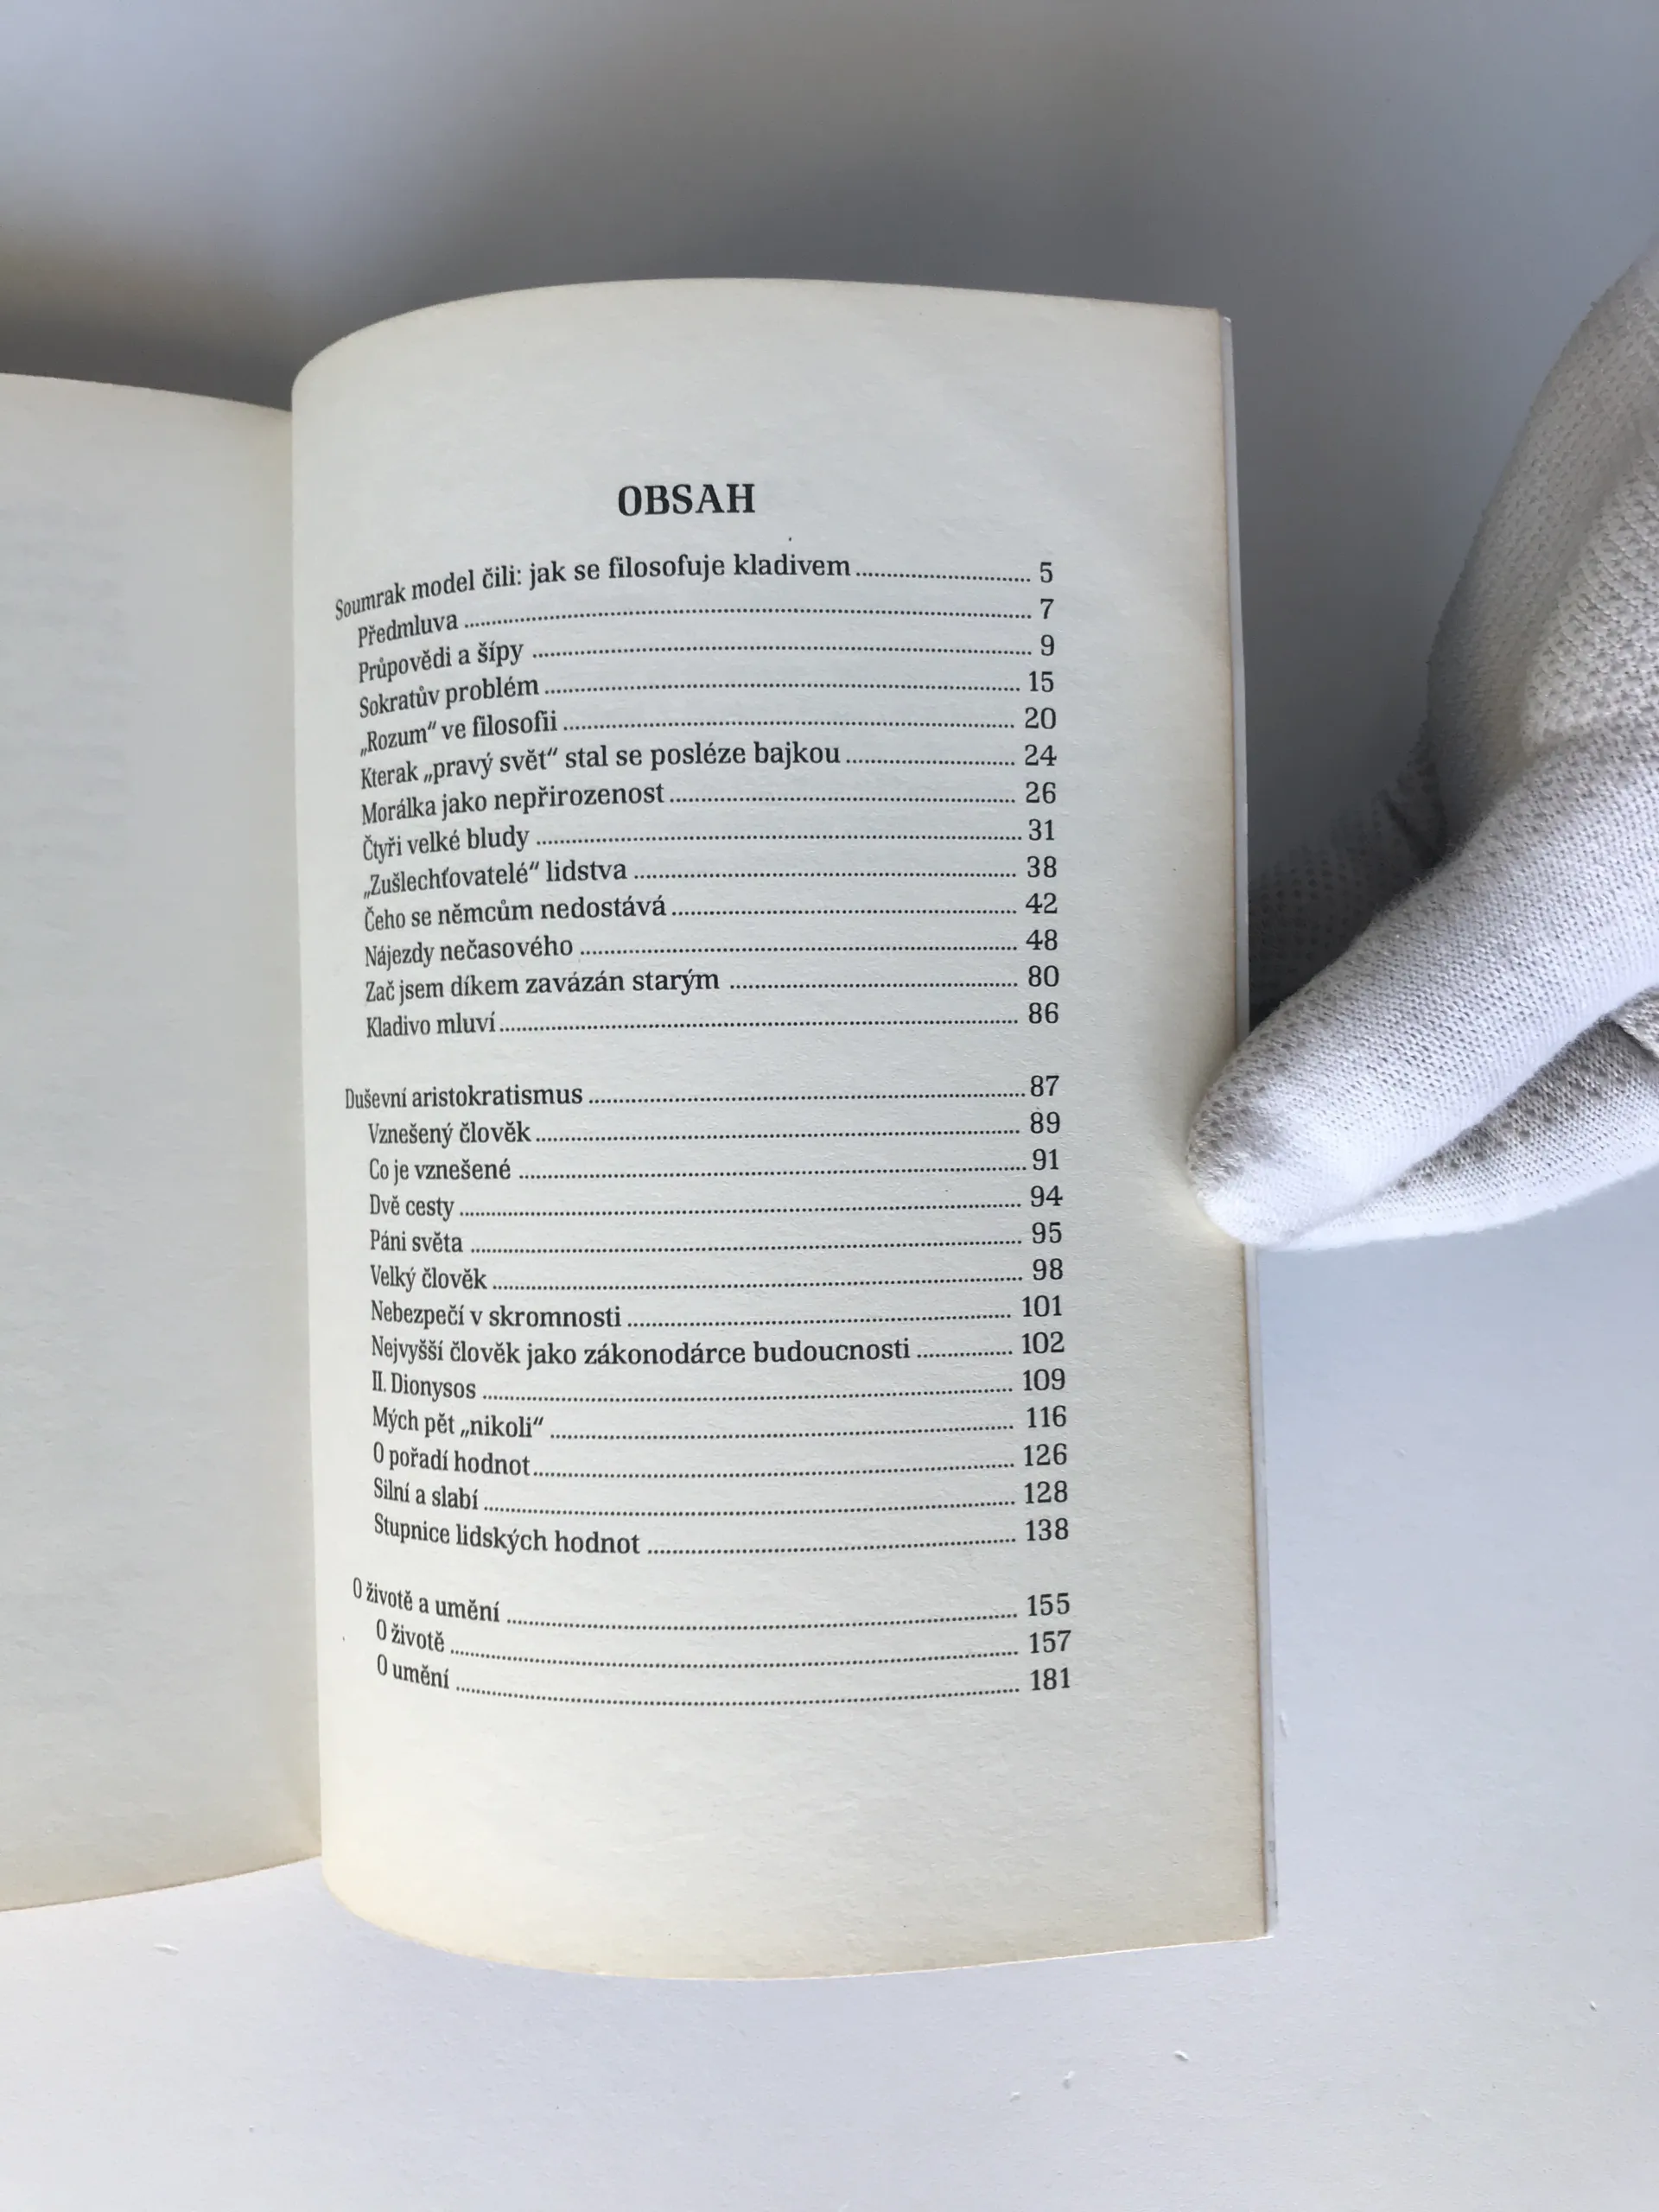 OBSAH
Soumrak model čili: jak se filosofuje kladivem ........ 5
Předmluva ........ 7
Průpovědi a šípy ........ 9
Sokratův problém ........ 15
„Rozum“ ve filosofii ........ 20
Kterak „pravý svět“ stal se posléze bajkou ........ 24
Morálka jako nepřirozenost ........ 26
Čtyři velké bludy ........ 31
„Zušlechťovatelé“ lidstva ........ 38
Čeho se němcům nedostává ........ 42
Nájezdy nečasového ........ 48
Zač jsem díkem zavázán starým ........ 80
Kladivo mluví ........ 86
Duševní aristokratismus ........ 87
Vznešený člověk ........ 89
Co je vznešené ........ 91
Dvě cesty ........ 94
Páni světa ........ 95
Velký člověk ........ 98
Nebezpečí v skromnosti ........ 101
Nejvyšší člověk jako zákonodárce budoucnosti ........ 102
II. Dionysos ........ 109
Mých pět „nikoli“ ........ 116
O pořadí hodnot ........ 126
Silní a slabí ........ 128
Stupnice lidských hodnot ........ 138
O životě a umění ........ 155
O životě ........ 157
O umění ........ 181